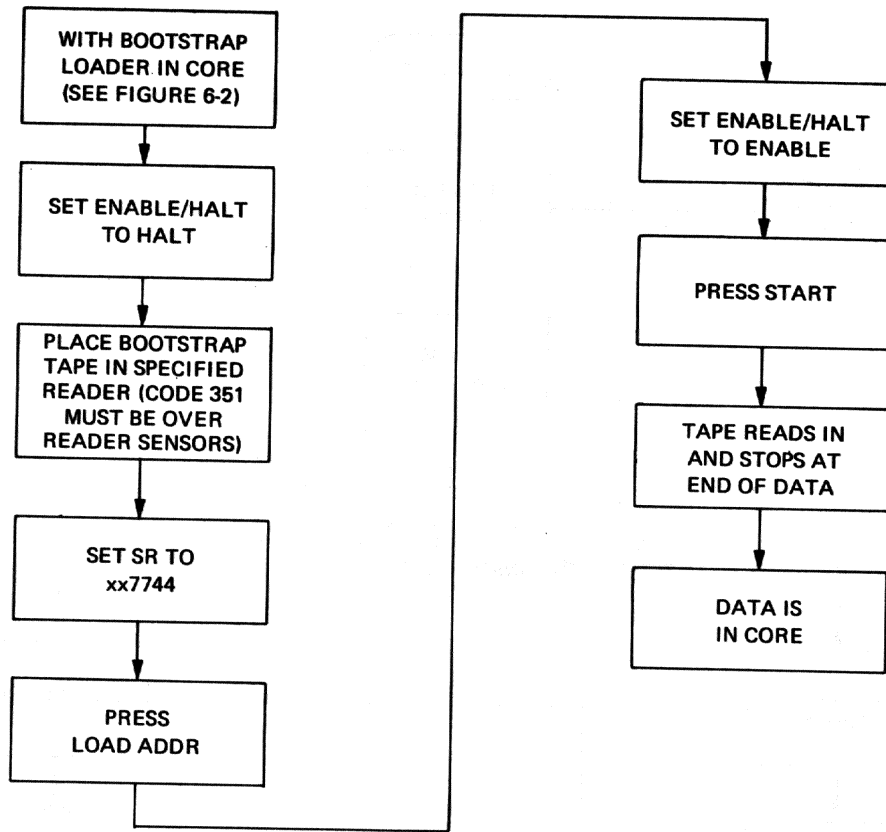 WITH BOOTSTRAP
LOADER IN CORE
(SEE FIGURE 6-2)
SET ENABLE/HALT
TO HALT
PLACE BOOTSTRAP
TAPE IN SPECIFIED
READER (CODE 351
MUST BE OVER
READER SENSORS)
SET SR TO
xx7744
PRESS
LOAD ADDR
SET ENABLE/HALT
TO ENABLE
PRESS START
TAPE READS IN
AND STOPS AT
END OF DATA
DATA IS
IN CORE